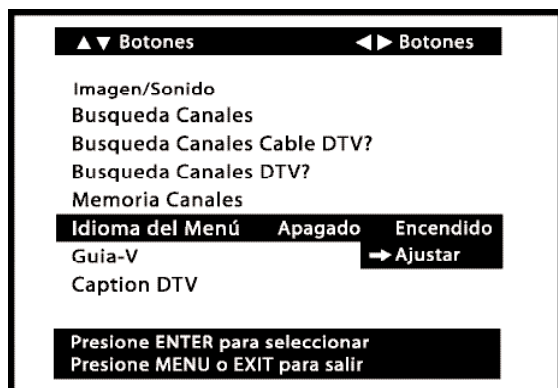 ▲▼ Botones ◀▶ Botones
Imagen/Sonido
Busqueda Canales
Busqueda Canales Cable DTV?
Busqueda Canales DTV?
Memoria Canales
Idioma del Menú Apagado Encendido
Guia-V ➞ Ajustar
Caption DTV
Presione ENTER para seleccionar
Presione MENU o EXIT para salir